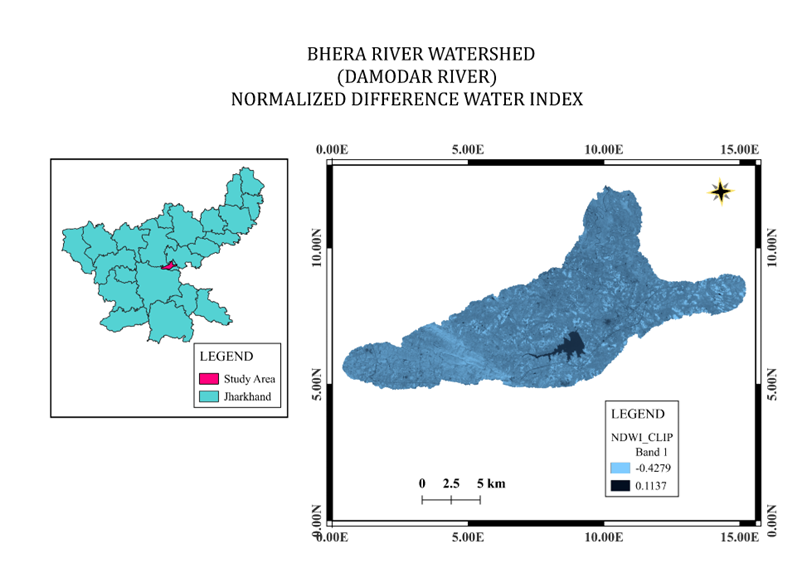 BHERA RIVER WATERSHED
(DAMODAR RIVER)
NORMALIZED DIFFERENCE WATER INDEX
LEGEND
Study Area
Jharkhand
0.00E 5.00E 10.00E 15.00E
10.00N 10.00N
5.00N 5.00N
0.00N 0.00N
LEGEND
NDWI_CLIP
Band 1
-0.4279
0.1137
0 2.5 5 km
0.00E 5.00E 10.00E 15.00E